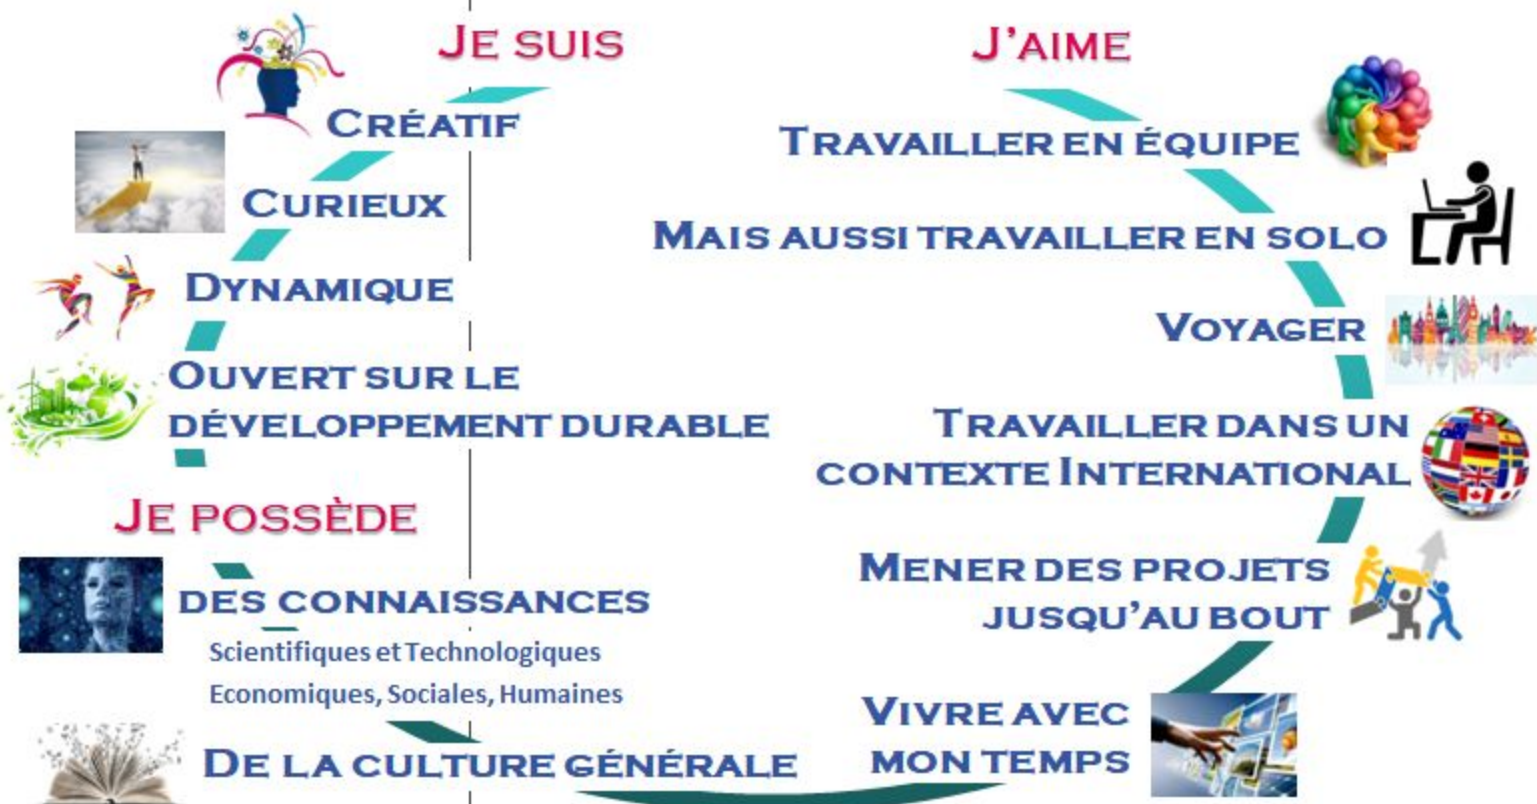 Je suis
Créatif
Curieux
Dynamique
Ouvert sur le
développement durable
Je possède
des connaissances
Scientifiques et Technologiques
Economiques, Sociales, Humaines
De la culture générale
J'aime
Travailler en équipe
Mais aussi travailler en solo
Voyager
Travailler dans un
contexte International
Mener des projets
jusqu'au bout
Vivre avec
mon temps